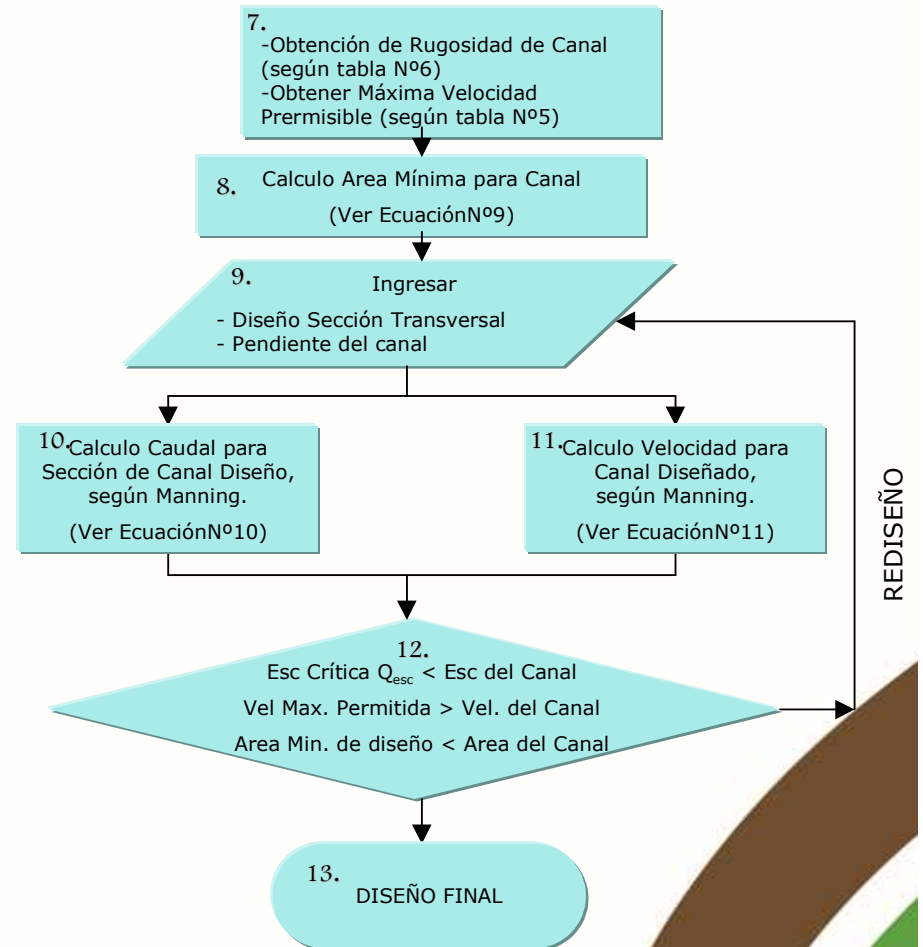 7.
-Obtención de Rugosidad de Canal
(según tabla Nº6)
-Obtener Máxima Velocidad
Prermisible (según tabla Nº5)
8.
Calculo Area Mínima para Canal
(Ver EcuaciónNº9)
9.
Ingresar
- Diseño Sección Transversal
- Pendiente del canal
10.
Calculo Caudal para
Sección de Canal Diseño,
según Manning.
(Ver EcuaciónNº10)
11.
Calculo Velocidad para
Canal Diseñado,
según Manning.
(Ver EcuaciónNº11)
REDISEÑO
12.
Esc Crítica Qesc < Esc del Canal
Vel Max. Permitida > Vel. del Canal
Area Min. de diseño < Area del Canal
13.
DISEÑO FINAL